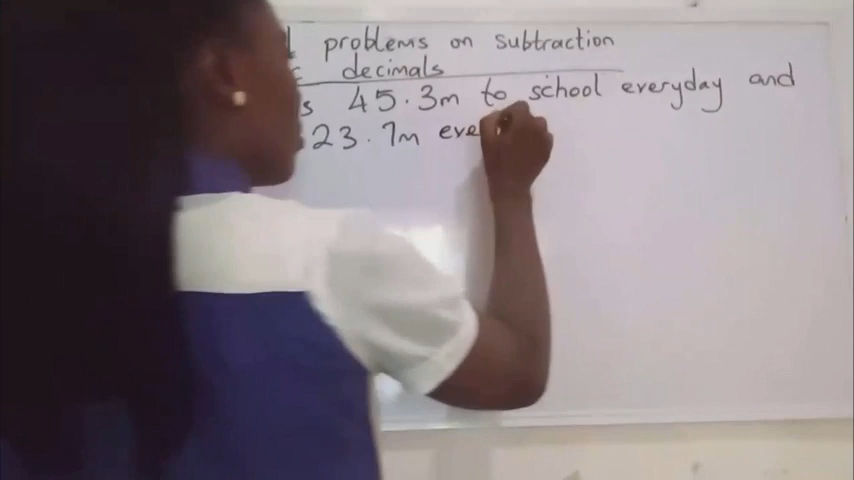 problems on subtraction
decimals
45.3m to school everyday and
23.7m eve